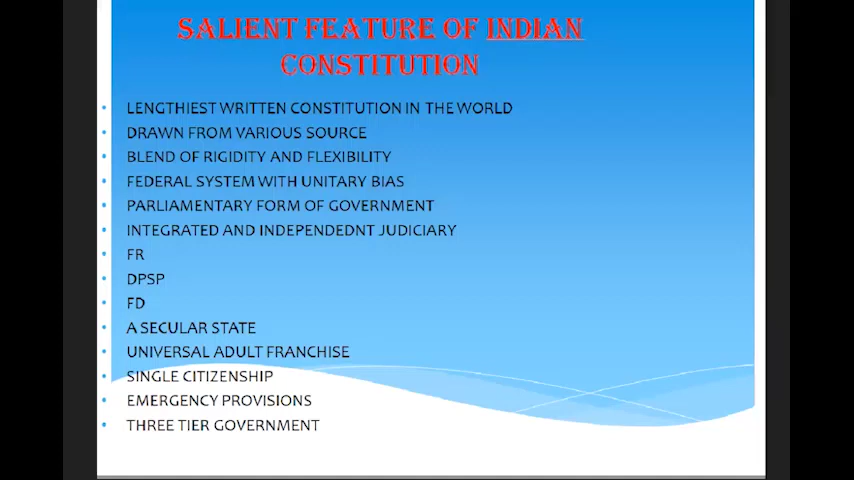 SALIENT FEATURE OF INDIAN
CONSTITUTION
• LENGTHIEST WRITTEN CONSTITUTION IN THE WORLD
• DRAWN FROM VARIOUS SOURCE
• BLEND OF RIGIDITY AND FLEXIBILITY
• FEDERAL SYSTEM WITH UNITARY BIAS
• PARLIAMENTARY FORM OF GOVERNMENT
• INTEGRATED AND INDEPENDEDNT JUDICIARY
• FR
• DPSP
• FD
• A SECULAR STATE
• UNIVERSAL ADULT FRANCHISE
• SINGLE CITIZENSHIP
• EMERGENCY PROVISIONS
• THREE TIER GOVERNMENT